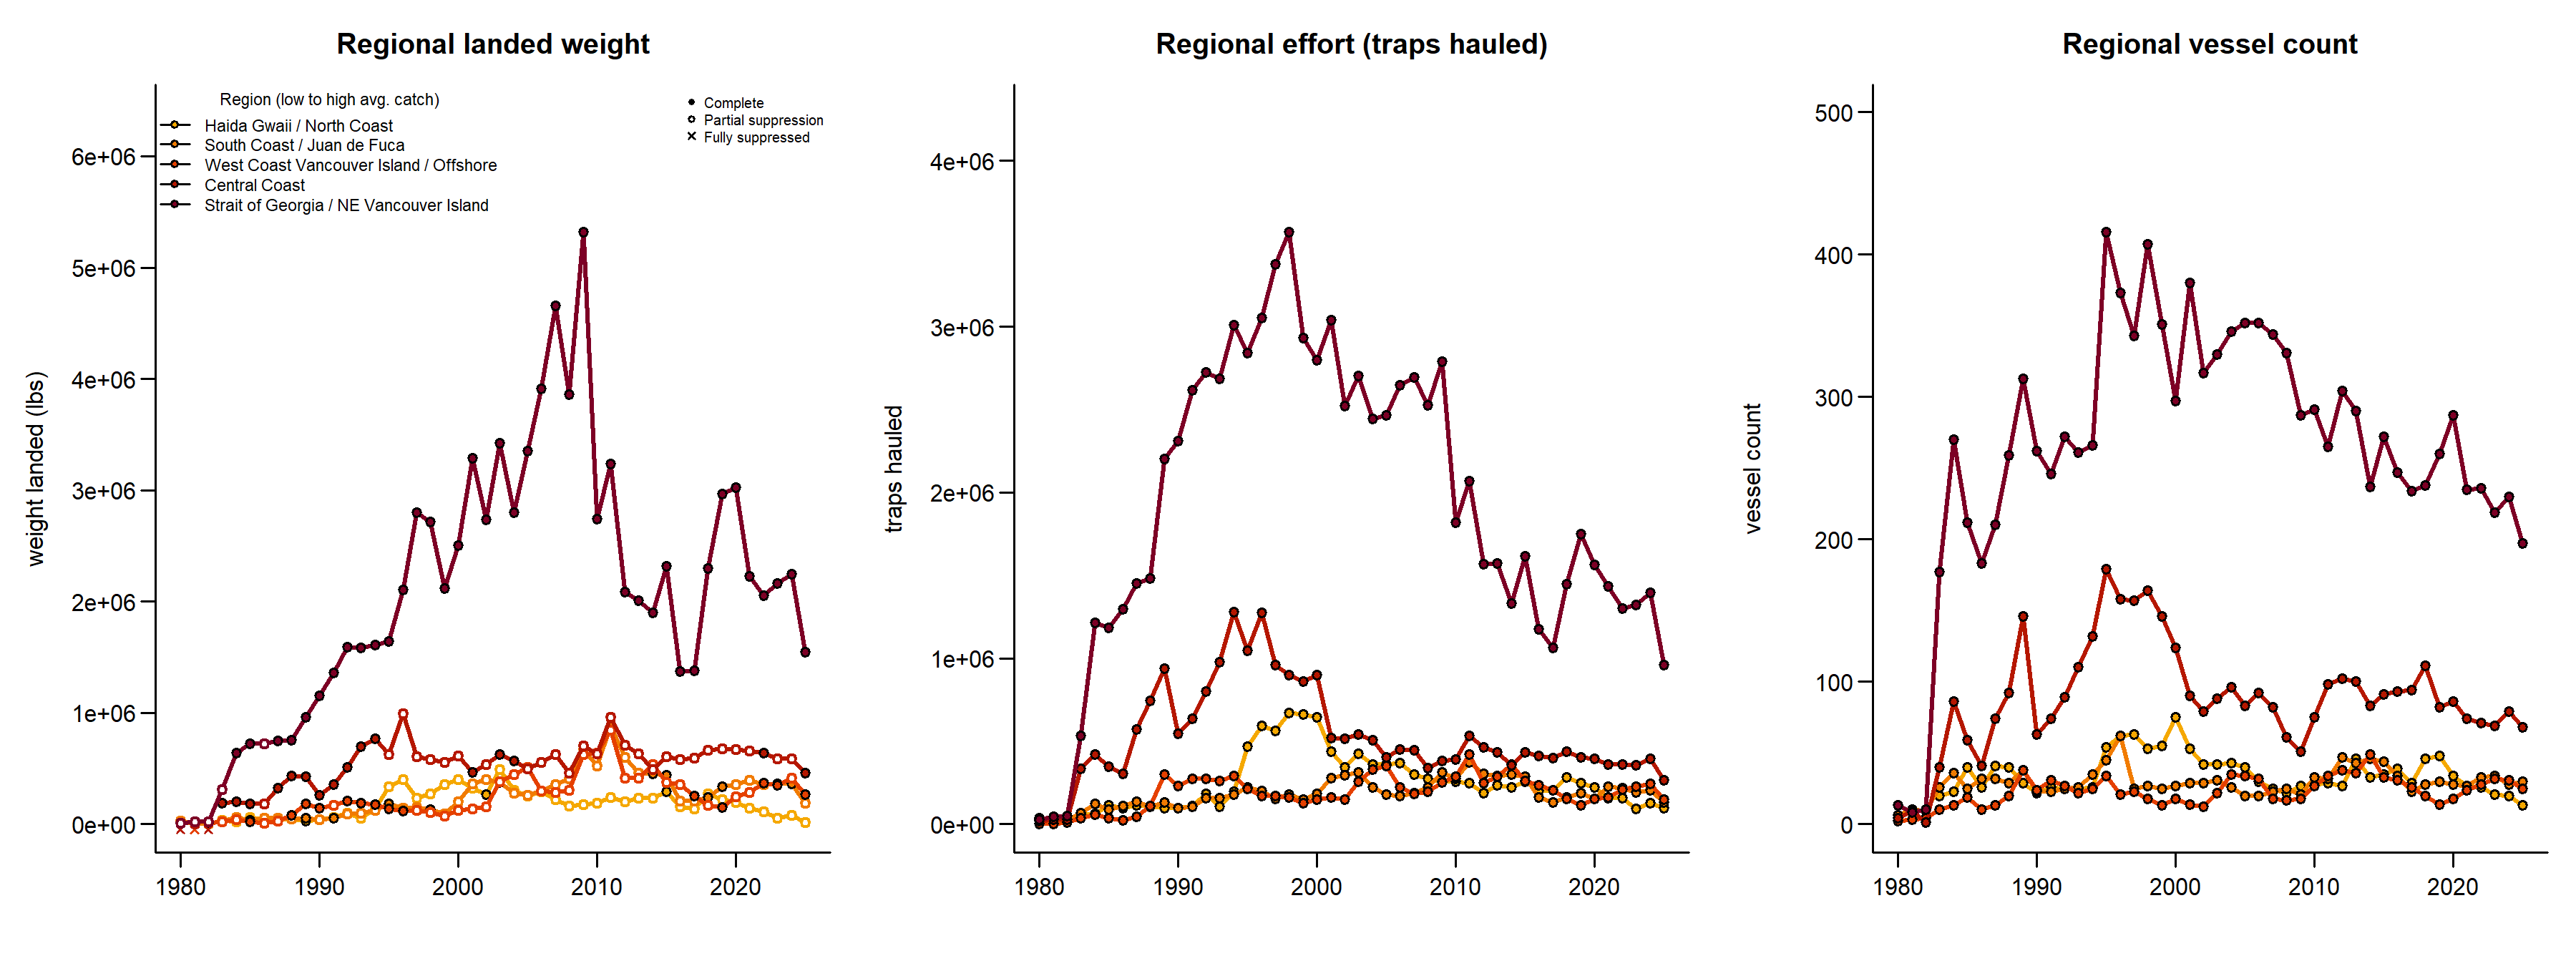 Regional landed weight
Region (low to high avg. catch)
Haida Gwaii / North Coast
South Coast / Juan de Fuca
West Coast Vancouver Island / Offshore
Central Coast
Strait of Georgia / NE Vancouver Island
Complete
Partial suppression
Fully suppressed
weight landed (lbs)
6e+06
5e+06
4e+06
3e+06
2e+06
1e+06
0e+00
1980 1990 2000 2010 2020
Regional effort (traps hauled)
traps hauled
4e+06
3e+06
2e+06
1e+06
0e+00
1980 1990 2000 2010 2020
Regional vessel count
vessel count
500
400
300
200
100
0
1980 1990 2000 2010 2020